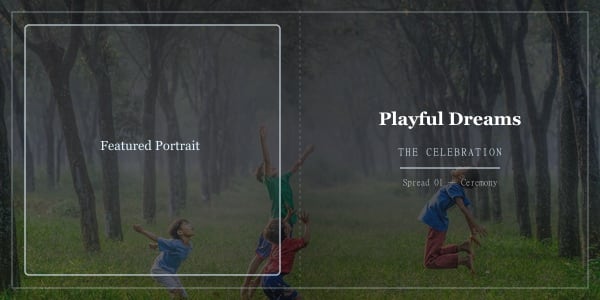 Featured Portrait
Playful Dreams
THE CELEBRATION
Spread 01 — Ceremony